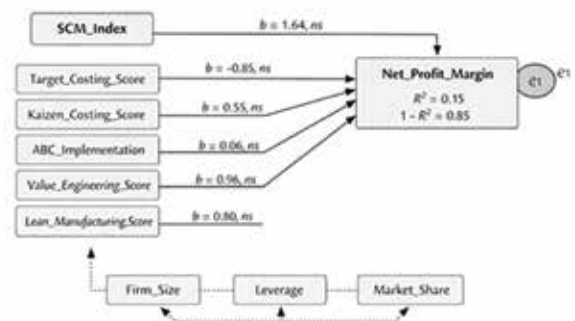 SCM_Index
b = 1.64, ns
Target_Costing_Score
b = –0.85, ns
Kaizen_Costing_Score
b = 0.55, ns
ABC_Implementation
b = 0.06, ns
Value_Engineering_Score
b = 0.96, ns
Lean_Manufacturing_Score
b = 0.80, ns
Net_Profit_Margin
R² = 0.15
1 – R² = 0.85
e1
e1
Firm_Size
Leverage
Market_Share